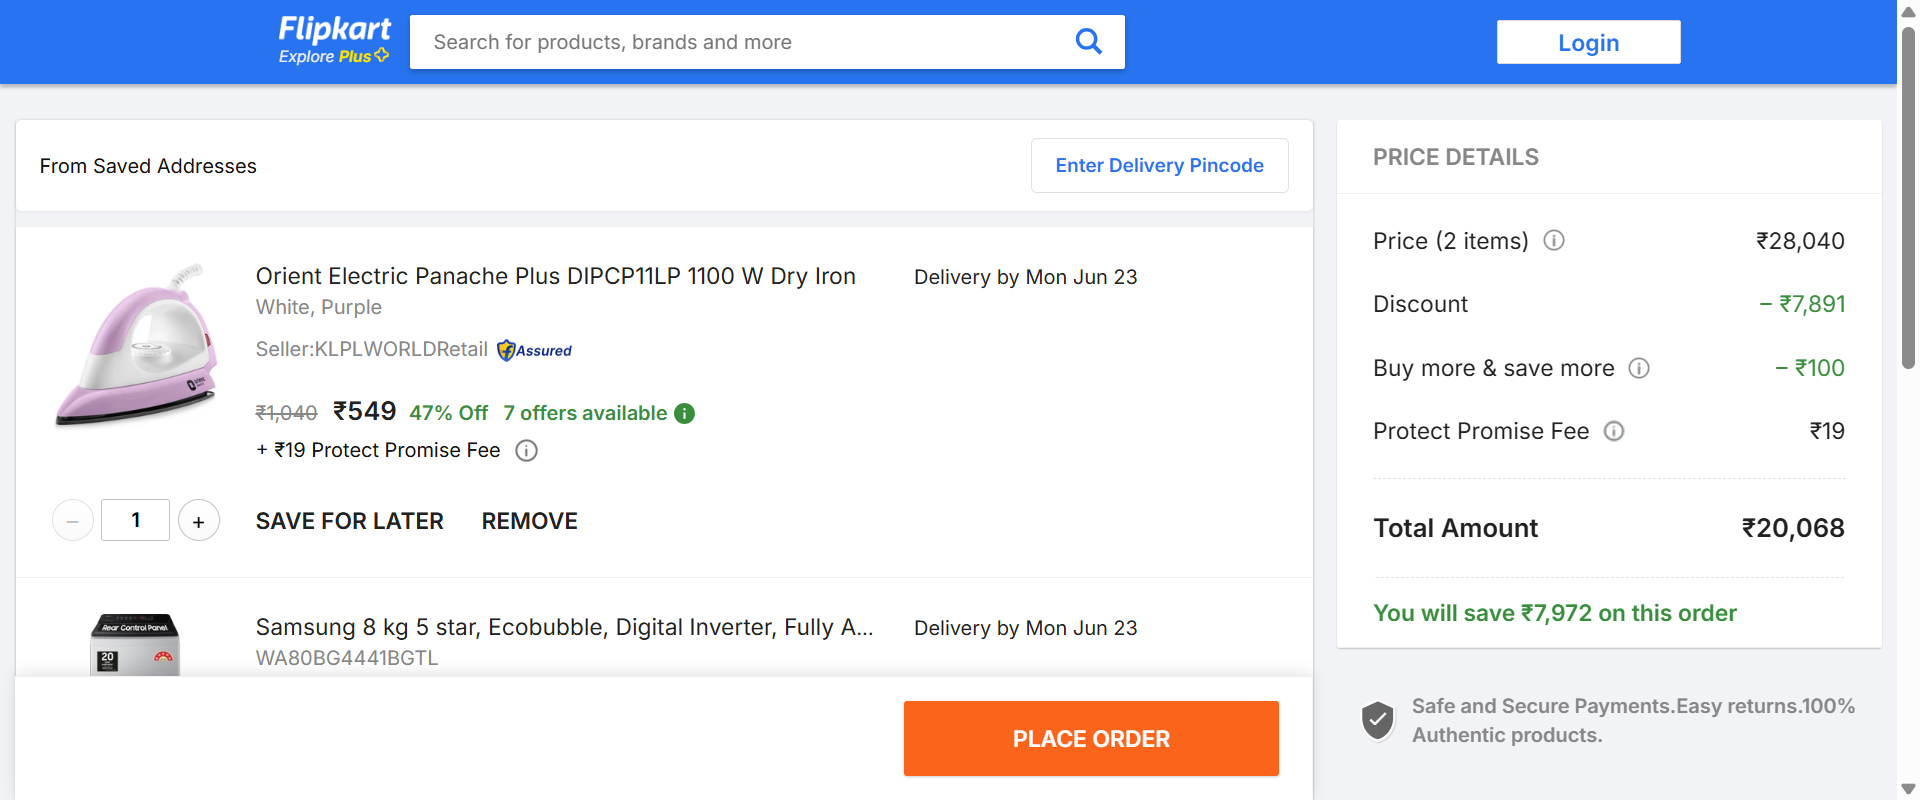 Flipkart
Explore Plus
Search for products, brands and more
Login
From Saved Addresses
Enter Delivery Pincode
Orient Electric Panache Plus DIPCP11LP 1100 W Dry Iron
White, Purple
Seller:KLPLWORLDRetail
Assured
₹1,040 ₹549 47% Off 7 offers available
+ ₹19 Protect Promise Fee
Delivery by Mon Jun 23
− 1 +
SAVE FOR LATER REMOVE
Rear Control Panel
20
Samsung 8 kg 5 star, Ecobubble, Digital Inverter, Fully A...
WA80BG4441BGTL
Delivery by Mon Jun 23
PLACE ORDER
PRICE DETAILS
Price (2 items) ₹28,040
Discount − ₹7,891
Buy more & save more − ₹100
Protect Promise Fee ₹19
Total Amount ₹20,068
You will save ₹7,972 on this order
Safe and Secure Payments.Easy returns.100%
Authentic products.